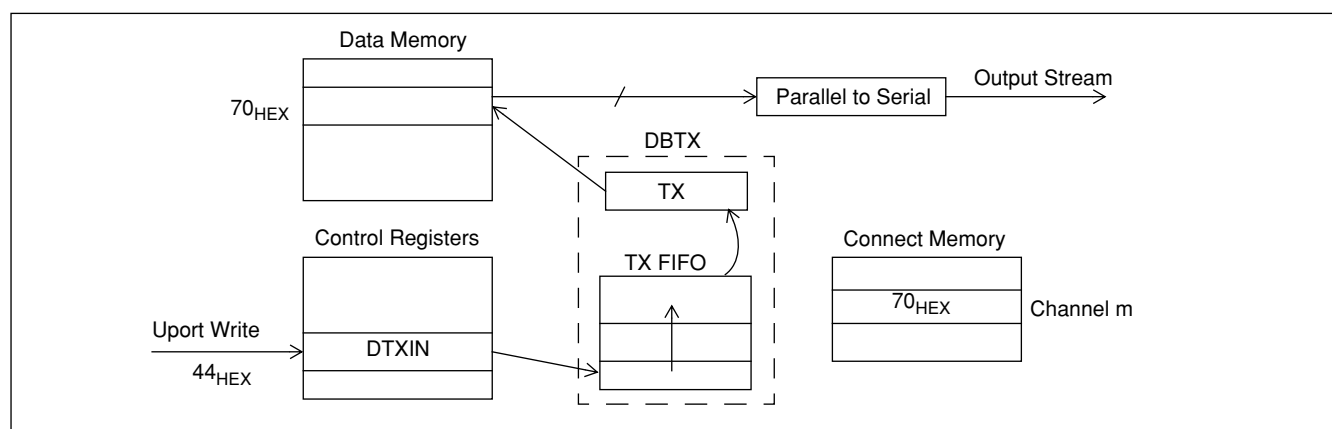 Data Memory
70HEX
Parallel to Serial
Output Stream
DBTX
TX
Control Registers
TX FIFO
Connect Memory
70HEX
Channel m
Uport Write
DTXIN
44HEX